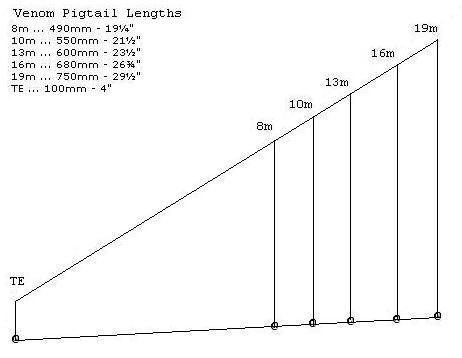 Venom Pigtail Lengths
8m ... 490mm - 19¼"
10m ... 550mm - 21½"
13m ... 600mm - 23½"
16m ... 680mm - 26¾"
19m ... 750mm - 29½"
TE ... 100mm - 4"
19m
16m
13m
10m
8m
TE